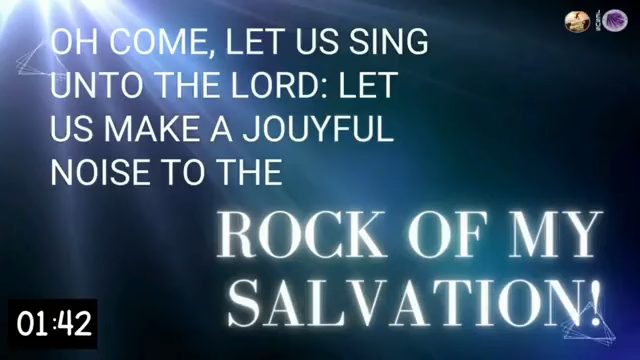 OH COME, LET US SING
UNTO THE LORD: LET
US MAKE A JOUYFUL
NOISE TO THE
ROCK OF MY
SALVATION!
01:42